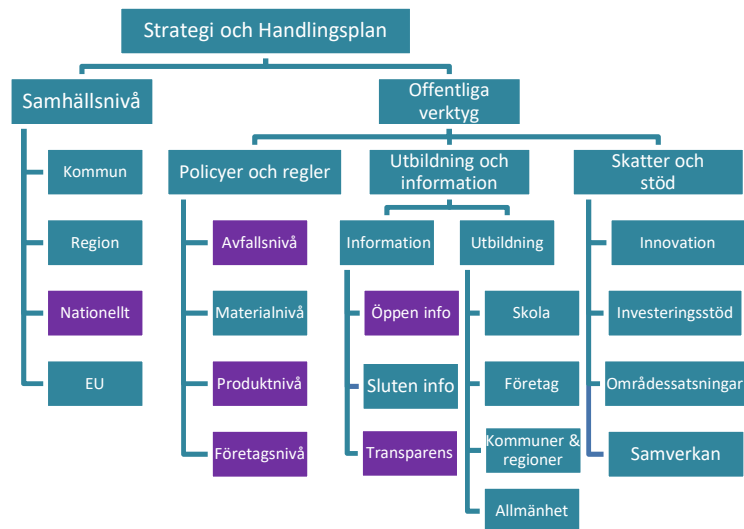 Strategi och Handlingsplan
Samhällsnivå
Kommun
Region
Nationellt
EU
Offentliga
verktyg
Policyer och regler
Avfallsnivå
Materialnivå
Produktnivå
Företagsnivå
Utbildning och
information
Information
Öppen info
Sluten info
Transparens
Utbildning
Skola
Företag
Kommuner &
regioner
Allmänhet
Skatter och
stöd
Innovation
Investeringsstöd
Områdessatsningar
Samverkan